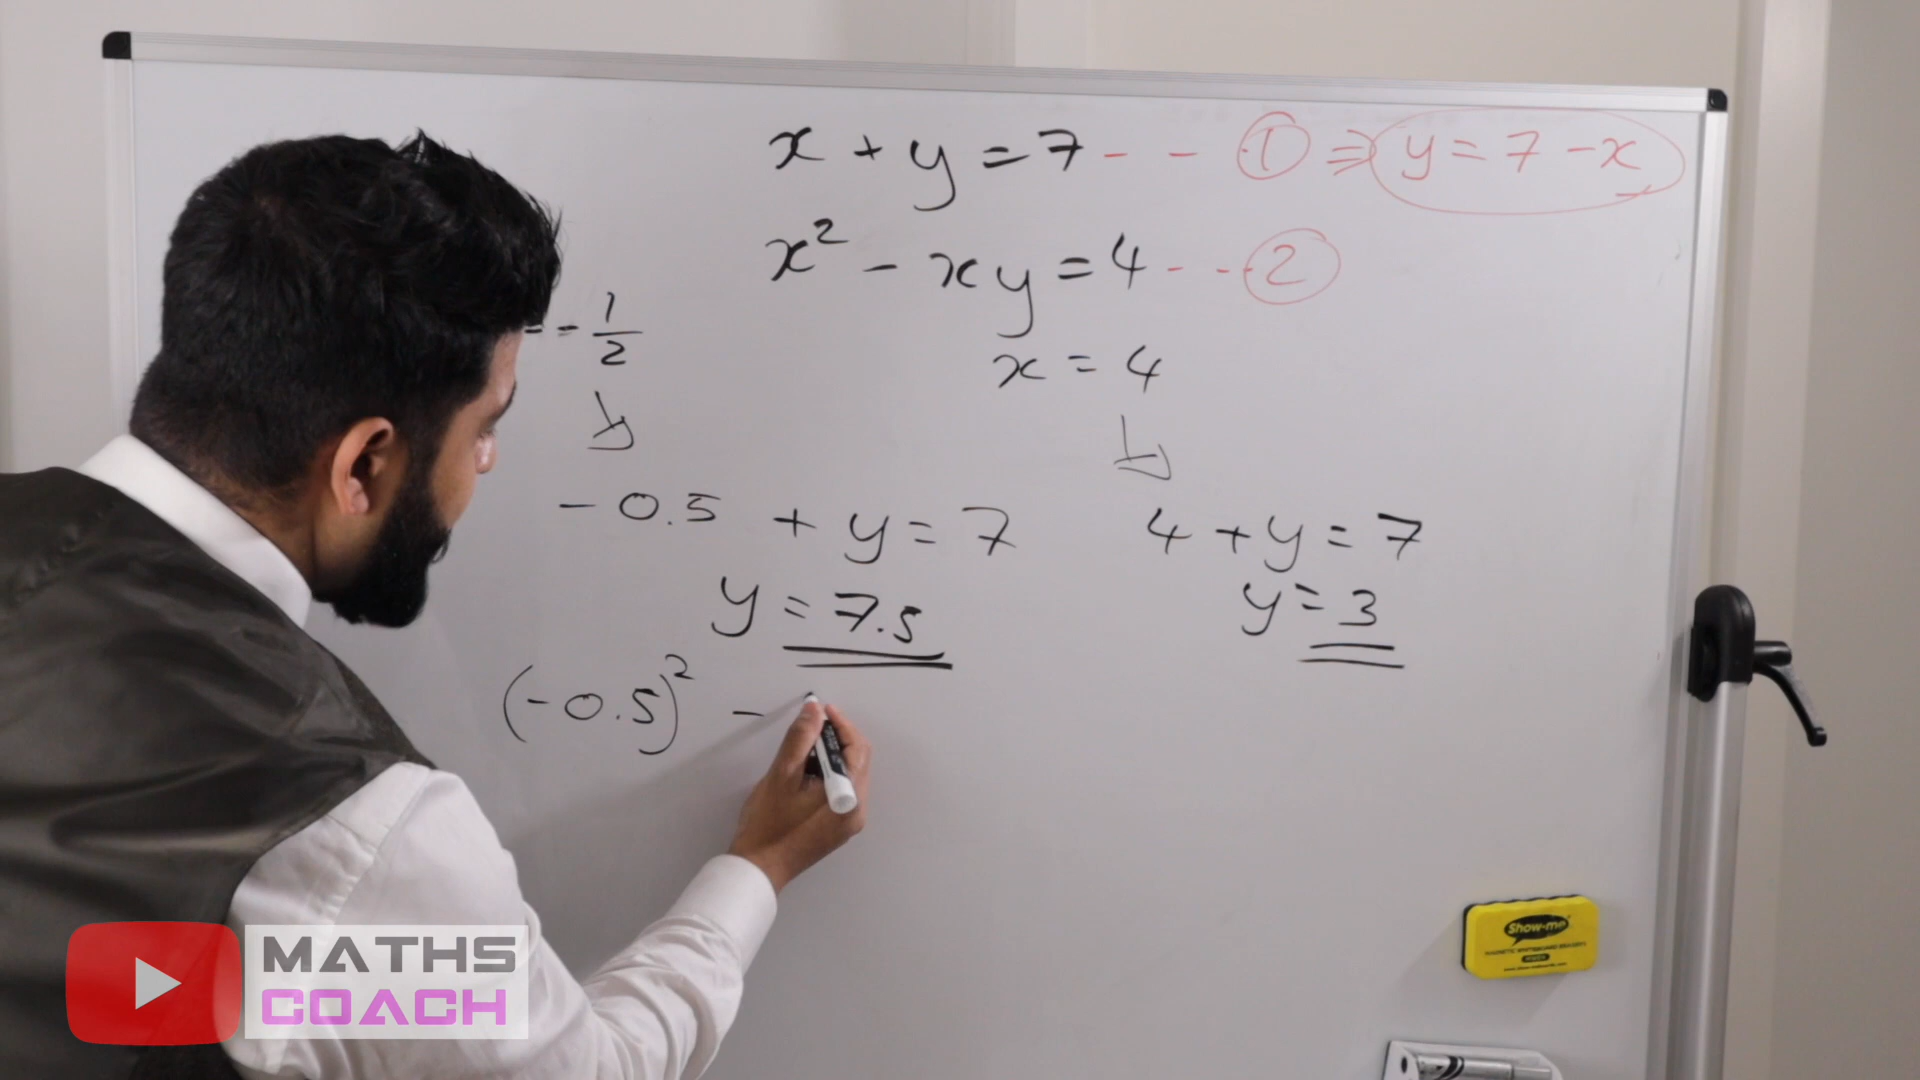 x + y = 7 - - ① ⇒ y = 7 - x
x² - xy = 4 - - - ②
= - 1/2
x = 4
- 0.5 + y = 7
4 + y = 7
y = 7.5
y = 3
(-0.5)² -
Show-me
MATHS
COACH